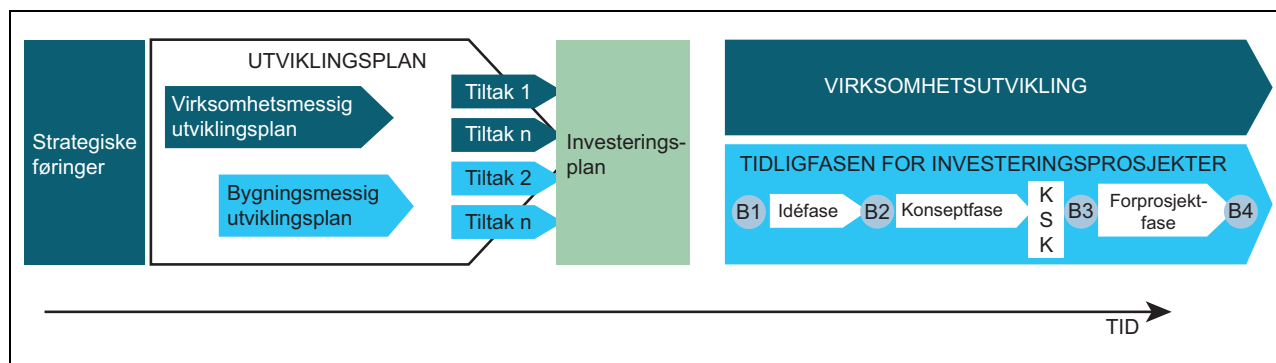 Strategiske
føringer
UTVIKLINGSPLAN
Virksomhetsmessig
utviklingsplan
Bygningsmessig
utviklingsplan
Tiltak 1
Tiltak n
Tiltak 2
Tiltak n
Investerings-
plan
VIRKSOMHETSUTVIKLING
TIDLIGFASEN FOR INVESTERINGSPROSJEKTER
B1
Idéfase
B2
Konseptfase
K
S
K
B3
Forprosjekt-
fase
B4
TID